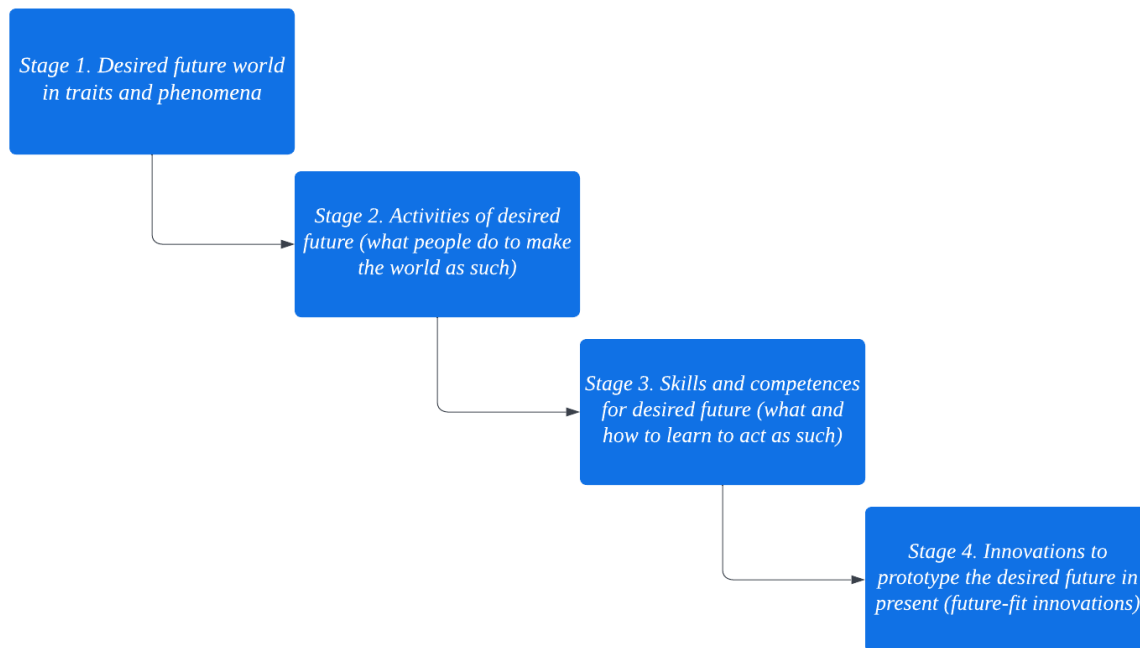 Stage 1. Desired future world
in traits and phenomena
Stage 2. Activities of desired
future (what people do to make
the world as such)
Stage 3. Skills and competences
for desired future (what and
how to learn to act as such)
Stage 4. Innovations to
prototype the desired future in
present (future-fit innovations)